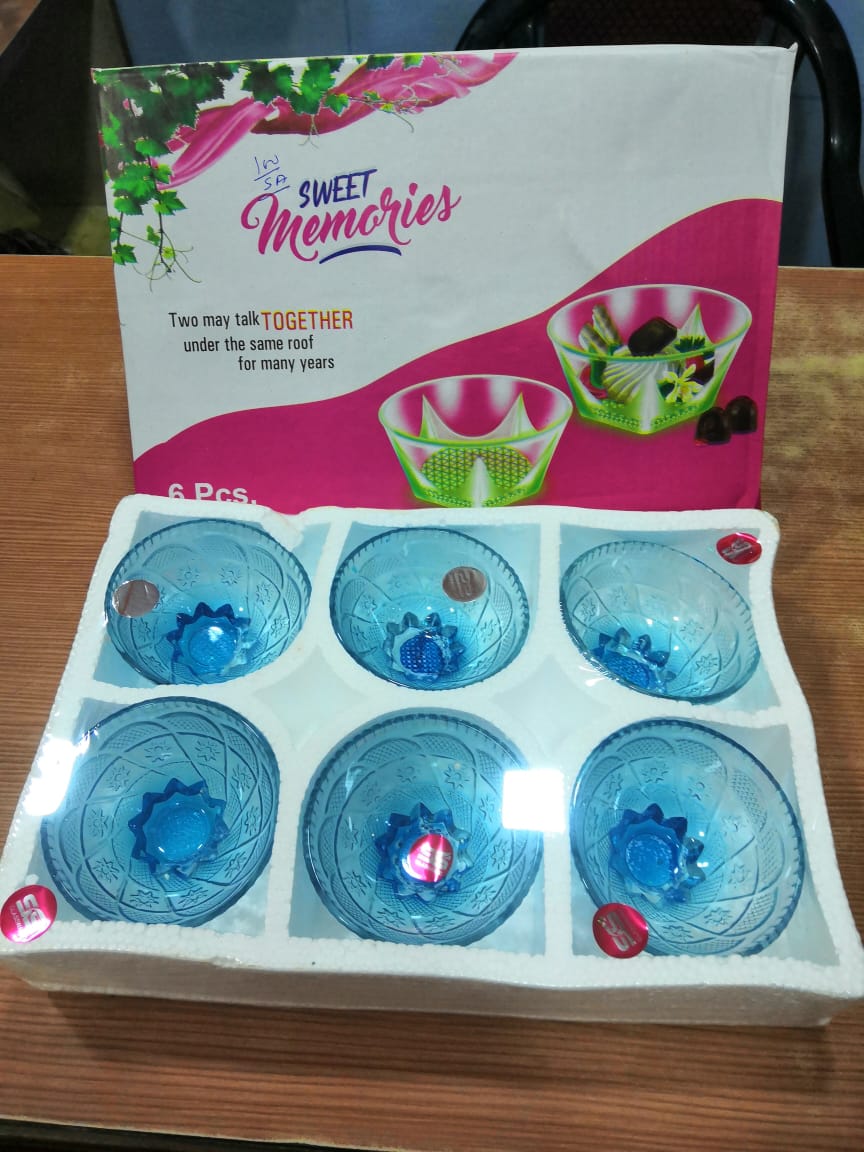 SWEET
Memories
Two may talk TOGETHER
under the same roof
for many years
6 Pcs.